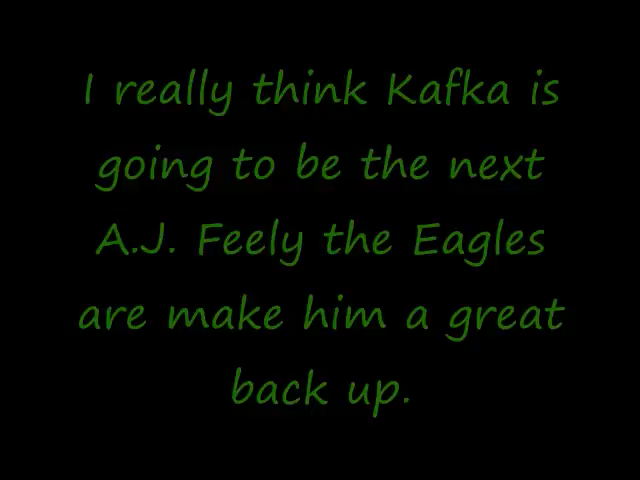 I really think Kafka is
going to be the next
A.J. Feely the Eagles
are make him a great
back up.